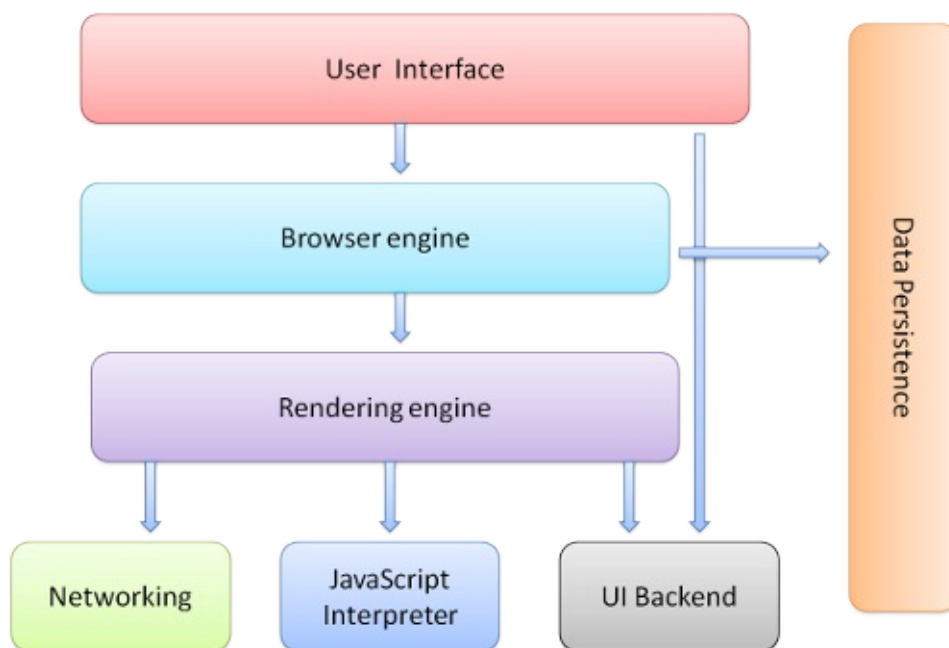 User Interface
Browser engine
Data Persistence
Rendering engine
Networking
JavaScript
Interpreter
UI Backend